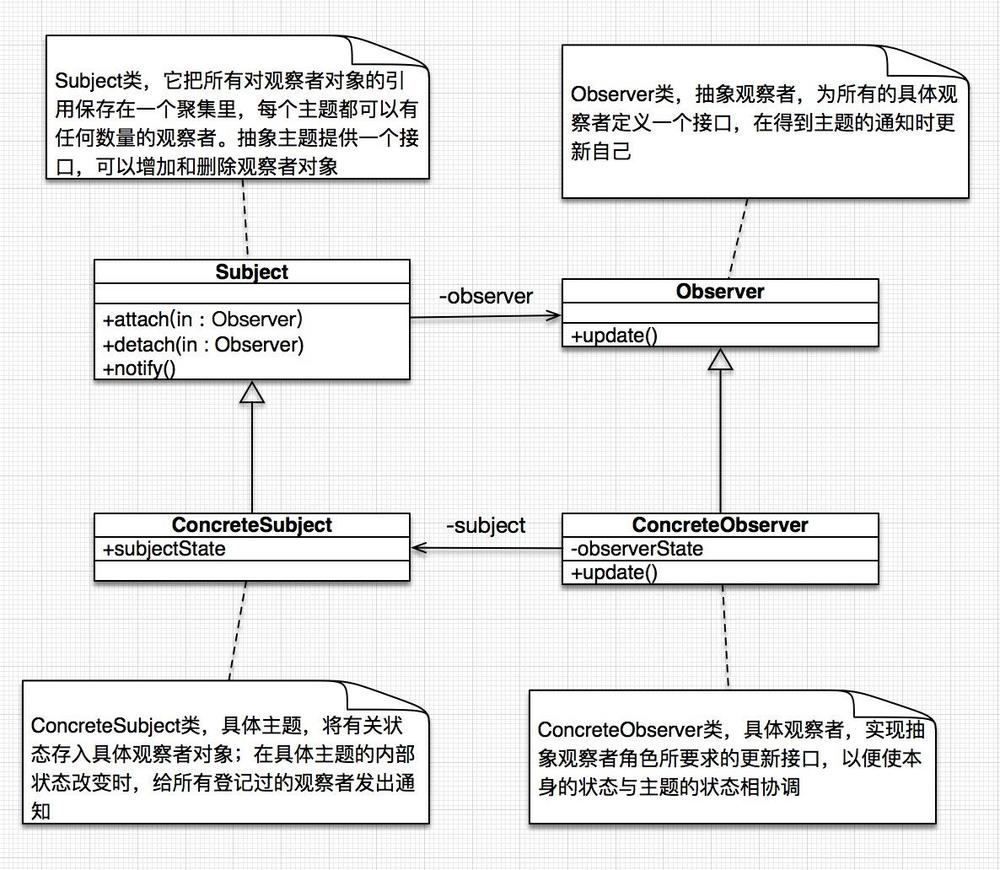 Subject类，它把所有对观察者对象的引
用保存在一个聚集里，每个主题都可以有
任何数量的观察者。抽象主题提供一个接
口，可以增加和删除观察者对象
Observer类，抽象观察者，为所有的具体观
察者定义一个接口，在得到主题的通知时更
新自己
Subject
+attach(in : Observer)
+detach(in : Observer)
+notify()
-observer
Observer
+update()
ConcreteSubject
+subjectState
-subject
ConcreteObserver
-observerState
+update()
ConcreteSubject类，具体主题，将有关状
态存入具体观察者对象；在具体主题的内部
状态改变时，给所有登记过的观察者发出通
知
ConcreteObserver类，具体观察者，实现抽
象观察者角色所要求的更新接口，以便使本
身的状态与主题的状态相协调